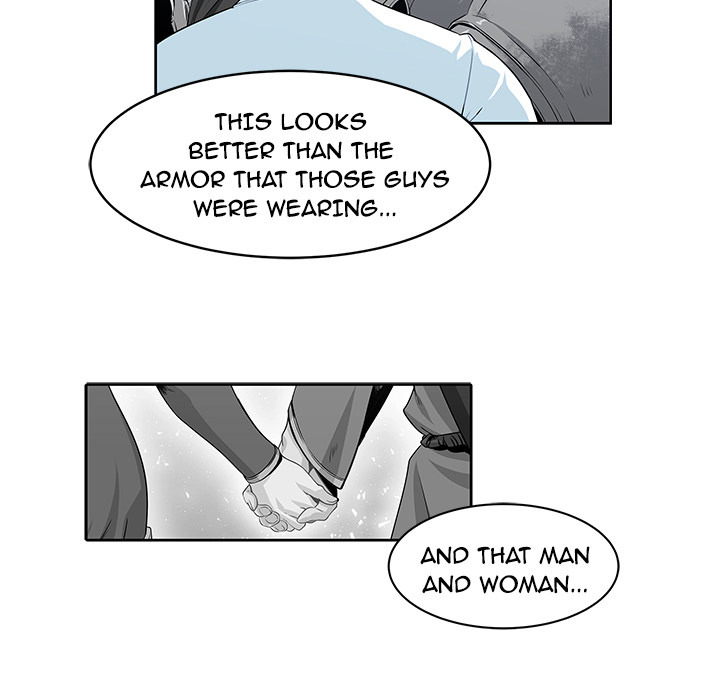 THIS LOOKS
BETTER THAN THE
ARMOR THAT THOSE GUYS
WERE WEARING...
AND THAT MAN
AND WOMAN...